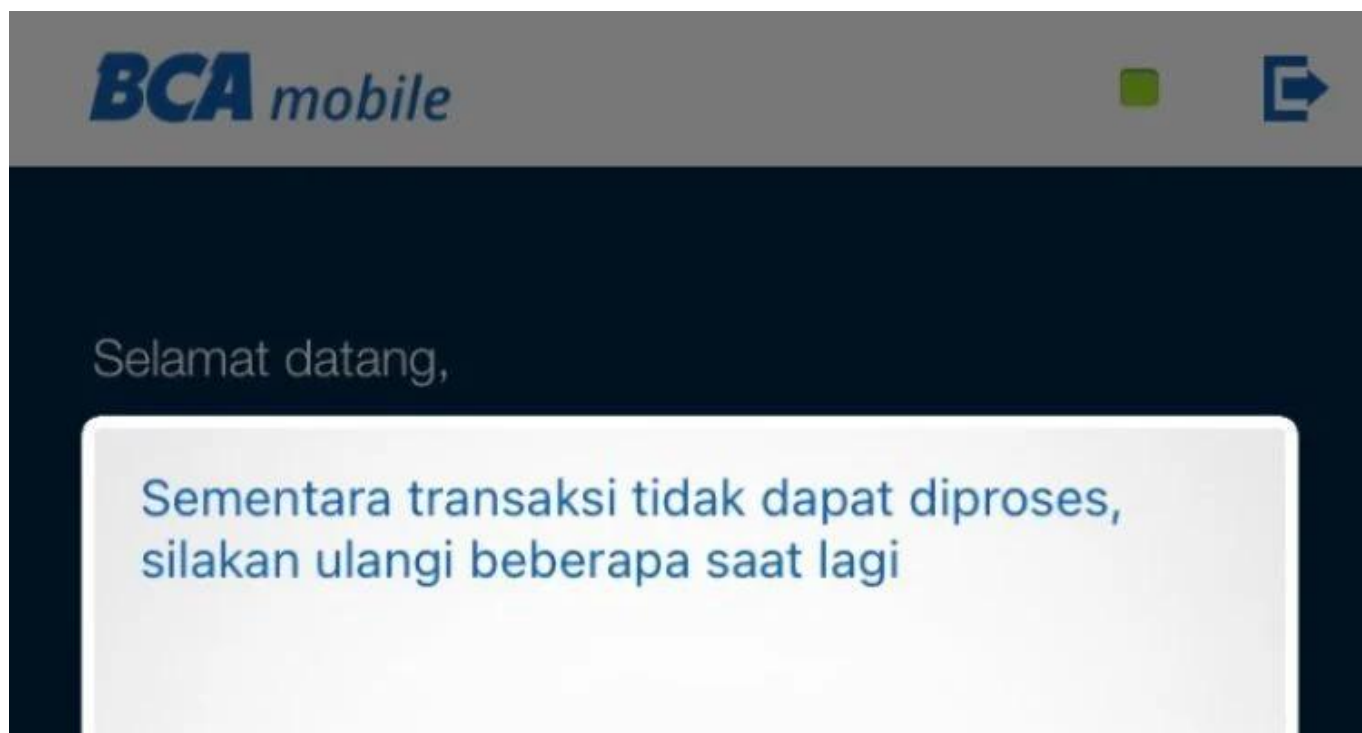 BCA mobile
Selamat datang,
Sementara transaksi tidak dapat diproses,
silakan ulangi beberapa saat lagi